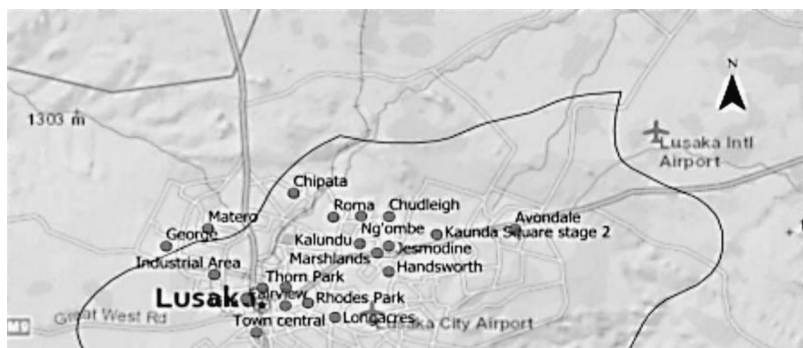 N
1303 m
Lusaka Intl
Airport
Chipata
Matero
Roma
Chudleigh
Avondale
George
Ng'ombe
Kaunda Square stage 2
Kalundu
Jesmodine
Marshlands
Industrial Area
Handsworth
Thorn Park
Lusaka
Rhodes Park
Great West Rd
Town central
Longacres
Lusaka City Airport